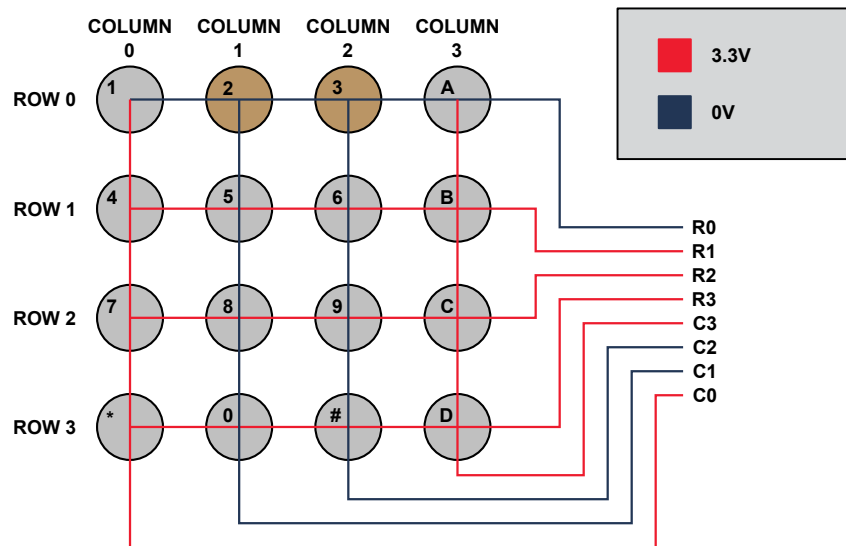 COLUMN COLUMN COLUMN COLUMN
0 1 2 3
3.3V
0V
ROW 0 1 2 3 A
ROW 1 4 5 6 B
ROW 2 7 8 9 C
ROW 3 * 0 # D
R0
R1
R2
R3
C3
C2
C1
C0